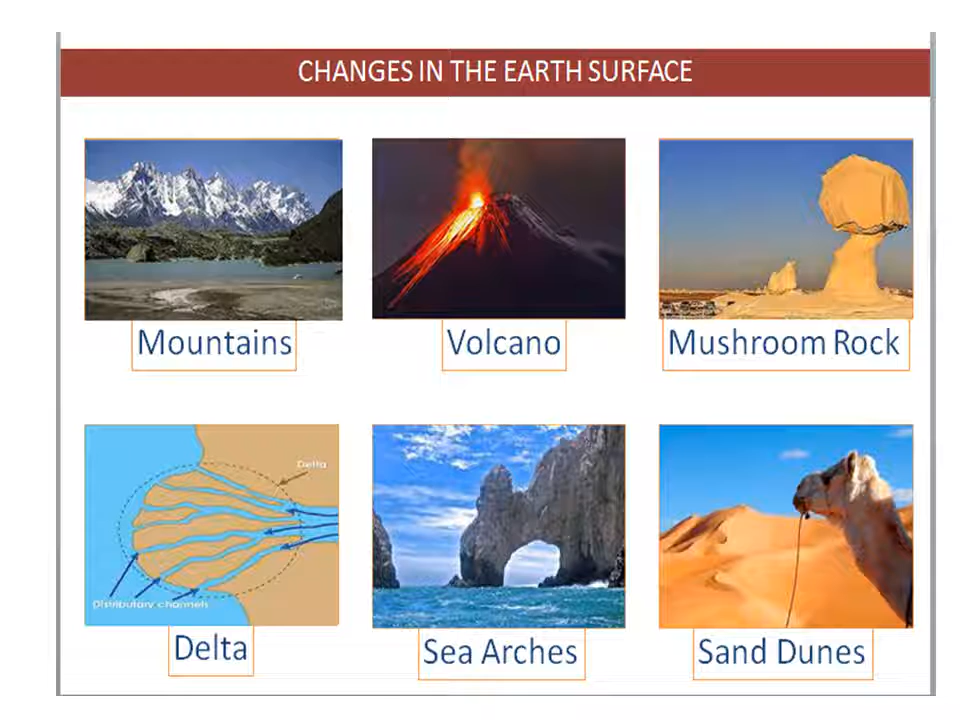 CHANGES IN THE EARTH SURFACE
Mountains
Volcano
Mushroom Rock
Delta
Distributary channels
Delta
Sea Arches
Sand Dunes